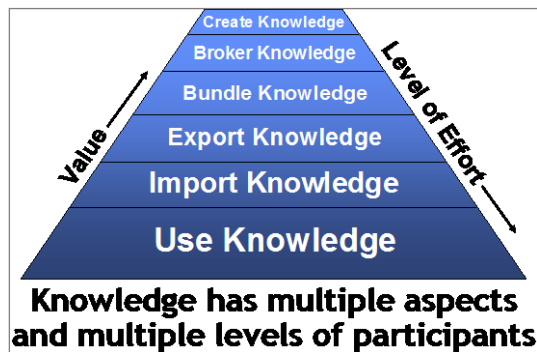 Create Knowledge
Broker Knowledge
Bundle Knowledge
Export Knowledge
Import Knowledge
Use Knowledge
Value
Level of Effort
Knowledge has multiple aspects
and multiple levels of participants